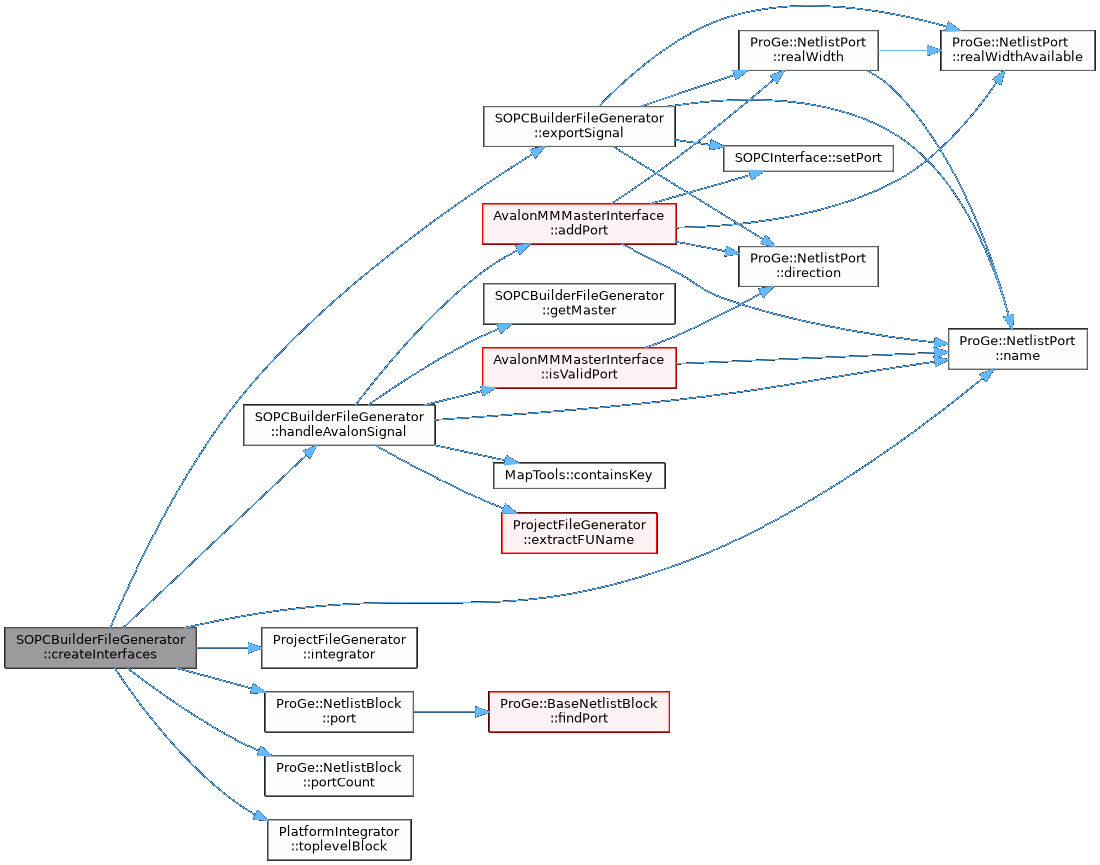 ProGe::NetlistPort
::realWidth
ProGe::NetlistPort
::realWidthAvailable
SOPCBuilderFileGenerator
::exportSignal
SOPCInterface::setPort
AvalonMMMasterInterface
::addPort
ProGe::NetlistPort
::direction
SOPCBuilderFileGenerator
::getMaster
ProGe::NetlistPort
::name
AvalonMMMasterInterface
::isValidPort
SOPCBuilderFileGenerator
::handleAvalonSignal
MapTools::containsKey
ProjectFileGenerator
::extractFUName
SOPCBuilderFileGenerator
::createInterfaces
ProjectFileGenerator
::integrator
ProGe::NetlistBlock
::port
ProGe::BaseNetlistBlock
::findPort
ProGe::NetlistBlock
::portCount
PlatformIntegrator
::toplevelBlock